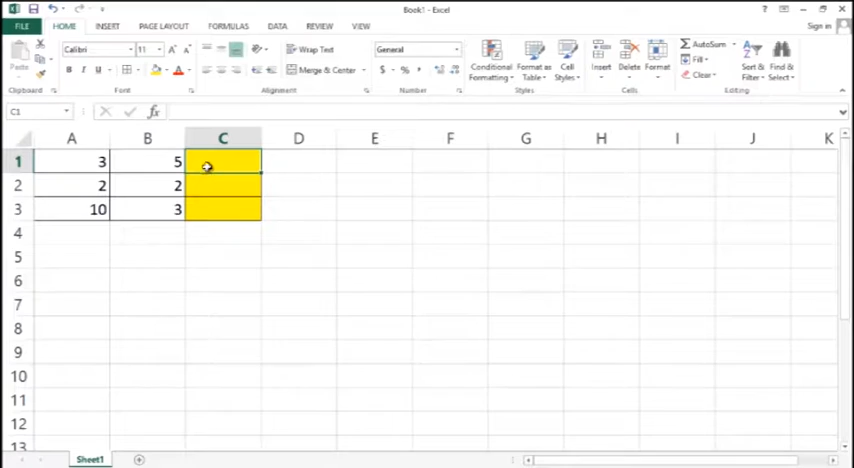 Book1 - Excel
Sign in
FILE HOME INSERT PAGE LAYOUT FORMULAS DATA REVIEW VIEW
Calibri 11 Wrap Text General AutoSum
Paste Fill
B I U Merge & Center $ % Conditional Formatting Format as Table Cell Styles Insert Delete Format Clear Sort & Filter Find & Select
Clipboard Font Alignment Number Styles Cells Editing
C1 fx
A B C D E F G H I J K
1 3 5
2 2 2
3 10 3
4
5
6
7
8
9
10
11
12
13
Sheet1